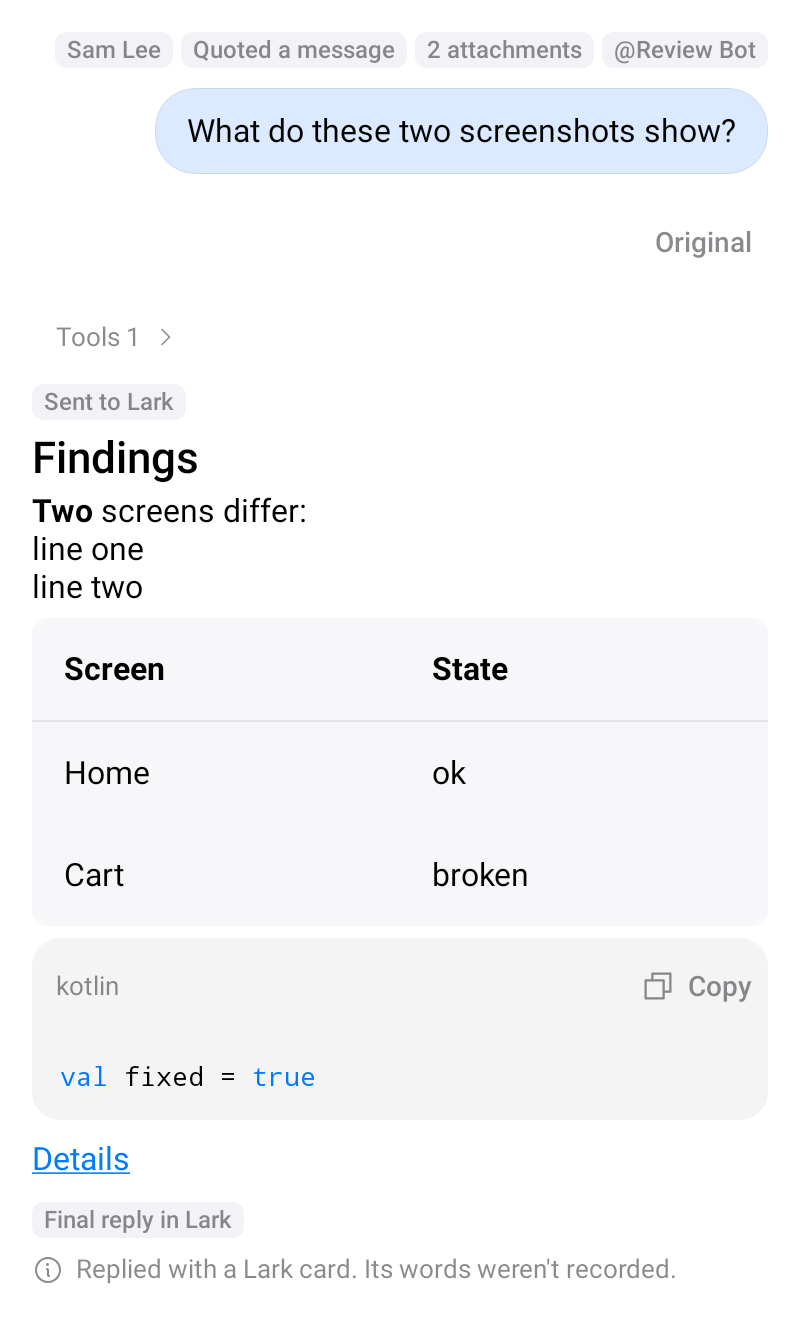 Sam Lee Quoted a message 2 attachments @Review Bot
What do these two screenshots show?
Original
Tools 1
Sent to Lark
Findings
Two screens differ:
line one
line two
Screen State
Home ok
Cart broken
kotlin Copy
val fixed = true
Details
Final reply in Lark
Replied with a Lark card. Its words weren't recorded.